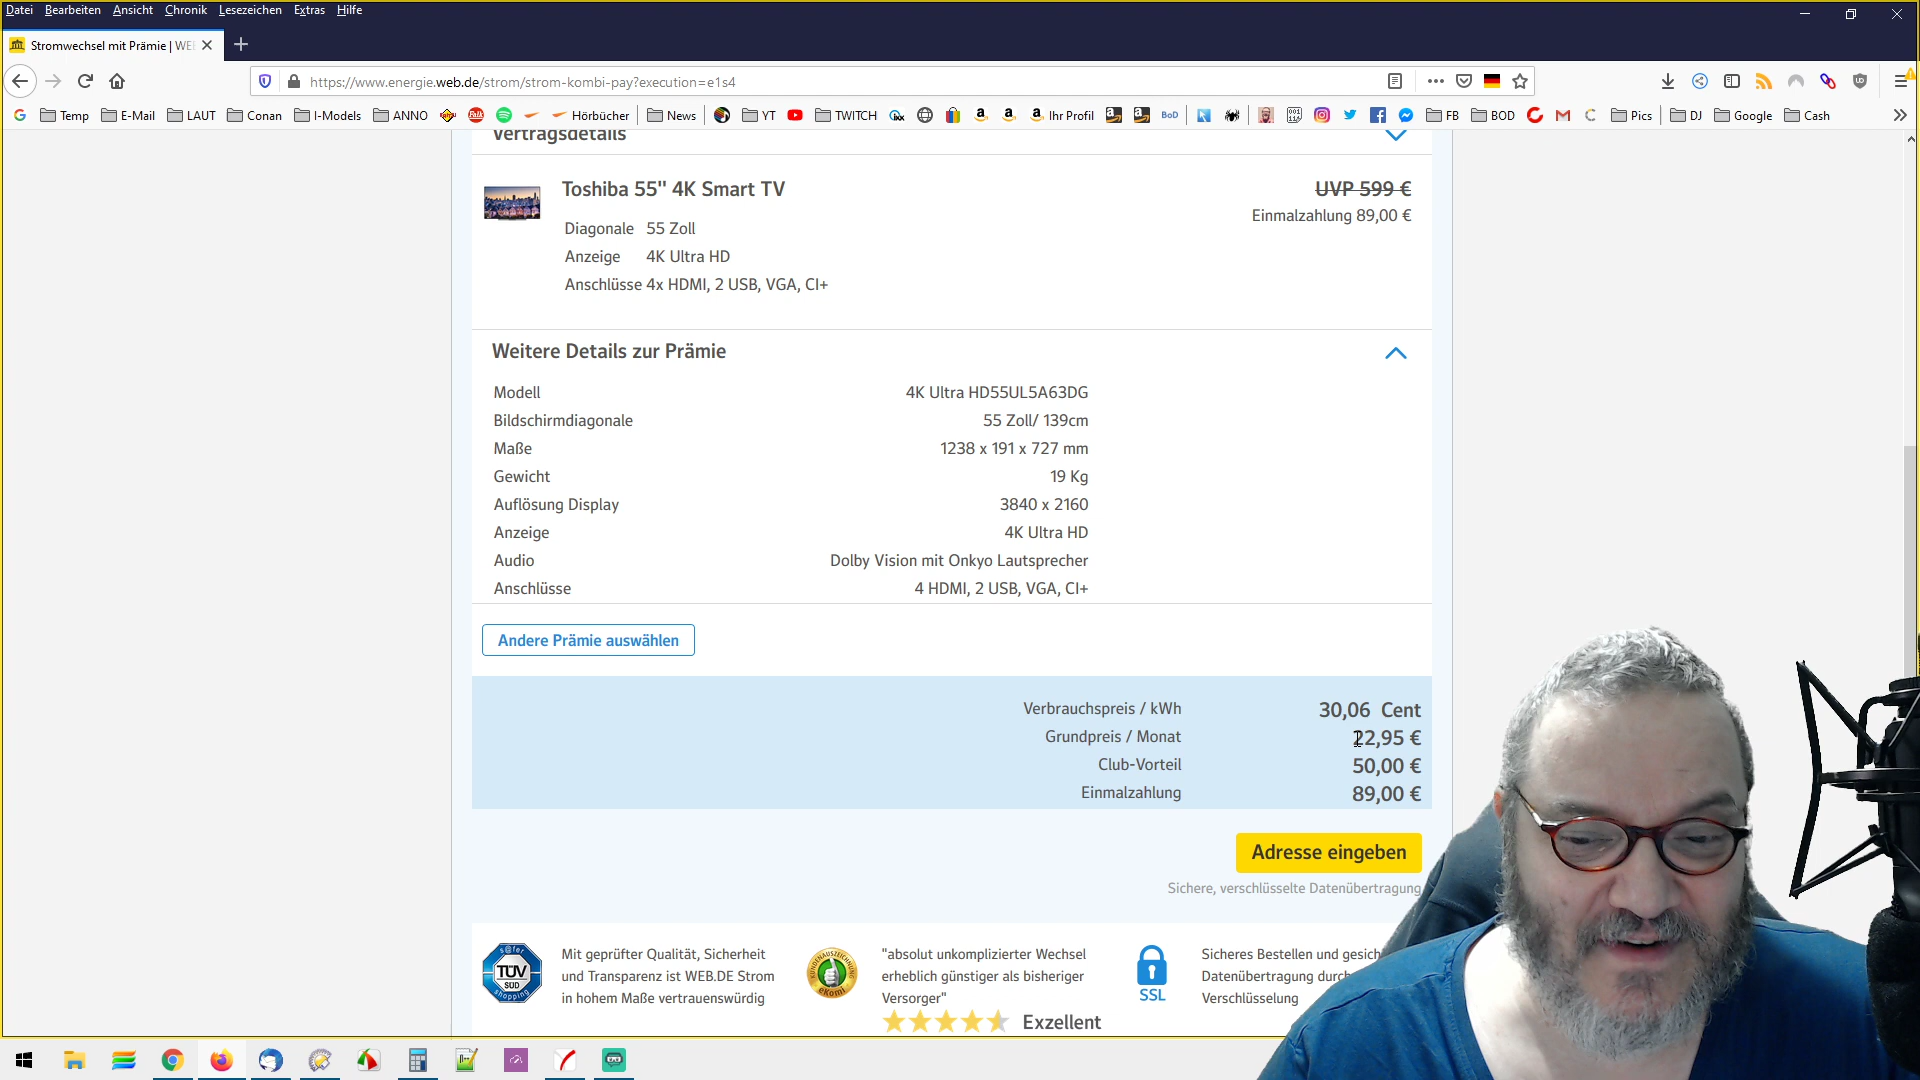 Datei Bearbeiten Ansicht Chronik Lesezeichen Extras Hilfe
Stromwechsel mit Prämie | WE
https://www.energie.web.de/strom/strom-kombi-pay?execution=e1s4
Temp E-Mail LAUT Conan I-Models ANNO Hörbücher News YT TWITCH Ihr Profil BoD FB BOD Pics DJ Google Cash
Vertragsdetails
Toshiba 55" 4K Smart TV
UVP 599 €
Einmalzahlung 89,00 €
Diagonale 55 Zoll
Anzeige 4K Ultra HD
Anschlüsse 4x HDMI, 2 USB, VGA, CI+
Weitere Details zur Prämie
Modell 4K Ultra HD55UL5A63DG
Bildschirmdiagonale 55 Zoll/ 139cm
Maße 1238 x 191 x 727 mm
Gewicht 19 Kg
Auflösung Display 3840 x 2160
Anzeige 4K Ultra HD
Audio Dolby Vision mit Onkyo Lautsprecher
Anschlüsse 4 HDMI, 2 USB, VGA, CI+
Andere Prämie auswählen
Verbrauchspreis / kWh 30,06 Cent
Grundpreis / Monat 22,95 €
Club-Vorteil 50,00 €
Einmalzahlung 89,00 €
Adresse eingeben
Sichere, verschlüsselte Datenübertragung
s@fer
TÜV
SÜD
shopping
Mit geprüfter Qualität, Sicherheit
und Transparenz ist WEB.DE Strom
in hohem Maße vertrauenswürdig
eKomi
"absolut unkomplizierter Wechsel
erheblich günstiger als bisheriger
Versorger"
Exzellent
SSL
Sicheres Bestellen und gesich
Datenübertragung durch
Verschlüsselung